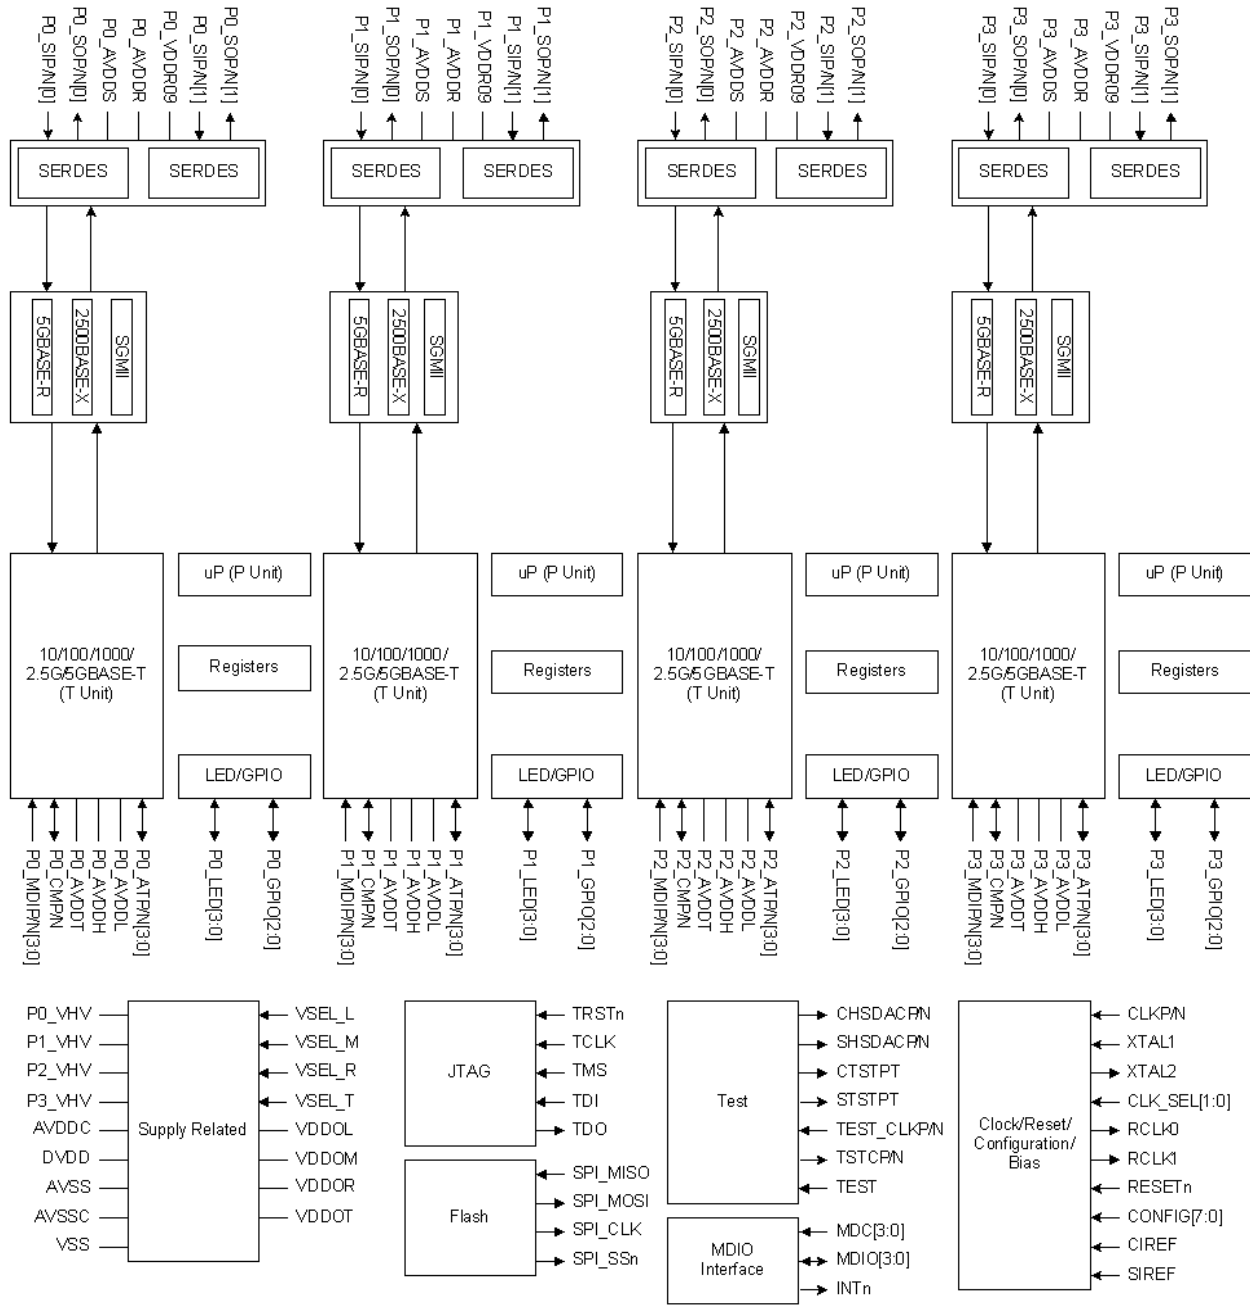 P0_SIP/N[0]
P0_SOP/N[0]
P0_AVDDS
P0_AVDDR
P0_VDDR09
P0_SIP/N[1]
P0_SOP/N[1]
P1_SIP/N[0]
P1_SOP/N[0]
P1_AVDDS
P1_AVDDR
P1_VDDR09
P1_SIP/N[1]
P1_SOP/N[1]
P2_SIP/N[0]
P2_SOP/N[0]
P2_AVDDS
P2_AVDDR
P2_VDDR09
P2_SIP/N[1]
P2_SOP/N[1]
P3_SIP/N[0]
P3_SOP/N[0]
P3_AVDDS
P3_AVDDR
P3_VDDR09
P3_SIP/N[1]
P3_SOP/N[1]
SERDES
SERDES
SERDES
SERDES
SERDES
SERDES
SERDES
SERDES
5GBASE-R
2500BASE-X
SGMII
5GBASE-R
2500BASE-X
SGMII
5GBASE-R
2500BASE-X
SGMII
5GBASE-R
2500BASE-X
SGMII
10/100/1000/
2.5G/5GBASE-T
(T Unit)
uP (P Unit)
Registers
LED/GPIO
10/100/1000/
2.5G/5GBASE-T
(T Unit)
uP (P Unit)
Registers
LED/GPIO
10/100/1000/
2.5G/5GBASE-T
(T Unit)
uP (P Unit)
Registers
LED/GPIO
10/100/1000/
2.5G/5GBASE-T
(T Unit)
uP (P Unit)
Registers
LED/GPIO
P0_MDIP/N[3:0]
P0_CMP/N
P0_AVDDT
P0_AVDDH
P0_AVDDL
P0_ATP/N[3:0]
P0_LED[3:0]
P0_GPIO[2:0]
P1_MDIP/N[3:0]
P1_CMP/N
P1_AVDDT
P1_AVDDH
P1_AVDDL
P1_ATP/N[3:0]
P1_LED[3:0]
P1_GPIO[2:0]
P2_MDIP/N[3:0]
P2_CMP/N
P2_AVDDT
P2_AVDDH
P2_AVDDL
P2_ATP/N[3:0]
P2_LED[3:0]
P2_GPIO[2:0]
P3_MDIP/N[3:0]
P3_CMP/N
P3_AVDDT
P3_AVDDH
P3_AVDDL
P3_ATP/N[3:0]
P3_LED[3:0]
P3_GPIO[2:0]
P0_VHV
P1_VHV
P2_VHV
P3_VHV
AVDDC
DVDD
AVSS
AVSSC
VSS
Supply Related
VSEL_L
VSEL_M
VSEL_R
VSEL_T
VDDOL
VDDOM
VDDOR
VDDOT
JTAG
TRSTn
TCLK
TMS
TDI
TDO
Flash
SPI_MISO
SPI_MOSI
SPI_CLK
SPI_SSn
Test
CHSDACP/N
SHSDACP/N
CTSTPT
STSTPT
TEST_CLKP/N
TSTCP/N
TEST
MDIO
Interface
MDC[3:0]
MDIO[3:0]
INTn
Clock/Reset/
Configuration/
Bias
CLKP/N
XTAL1
XTAL2
CLK_SEL[1:0]
RCLK0
RCLK1
RESETn
CONFIG[7:0]
CIREF
SIREF